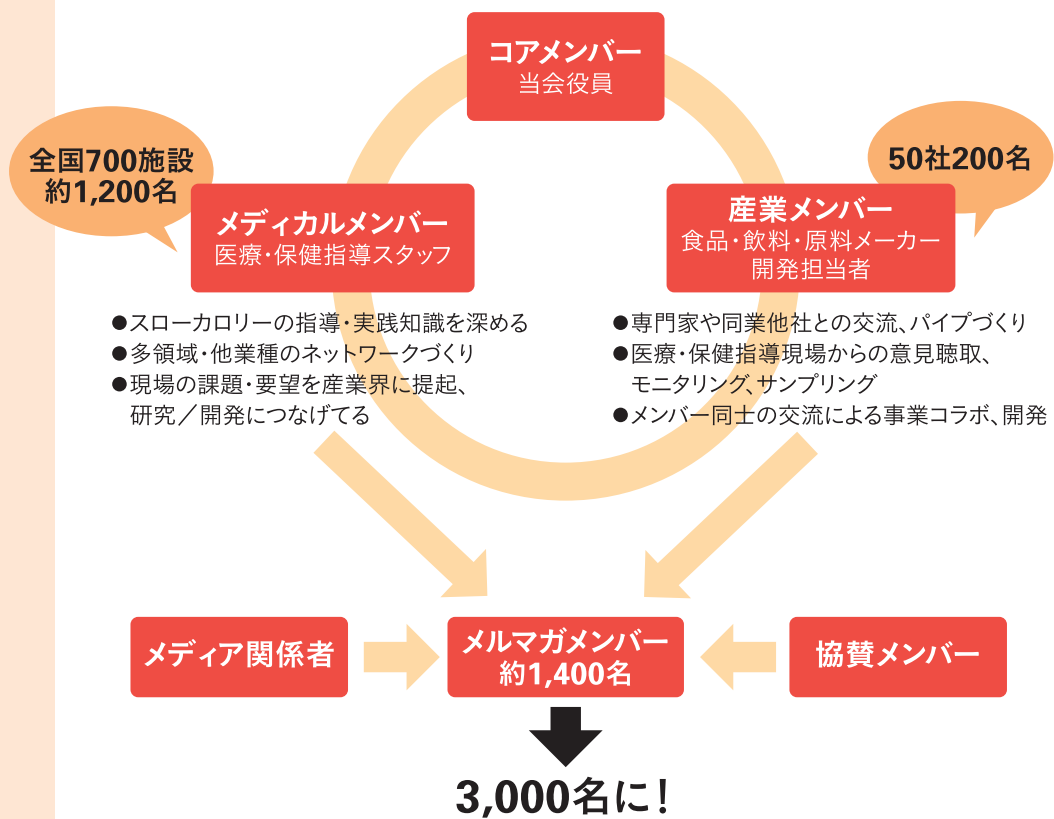 コアメンバー
当会役員
全国700施設
約1,200名
メディカルメンバー
医療・保健指導スタッフ
●スローカロリーの指導・実践知識を深める
●多領域・他業種のネットワークづくり
●現場の課題・要望を産業界に提起、
研究／開発につなげてる
50社200名
産業メンバー
食品・飲料・原料メーカー
開発担当者
●専門家や同業他社との交流、パイプづくり
●医療・保健指導現場からの意見聴取、
モニタリング、サンプリング
●メンバー同士の交流による事業コラボ、開発
メディア関係者
メルマガメンバー
約1,400名
協賛メンバー
3,000名に！